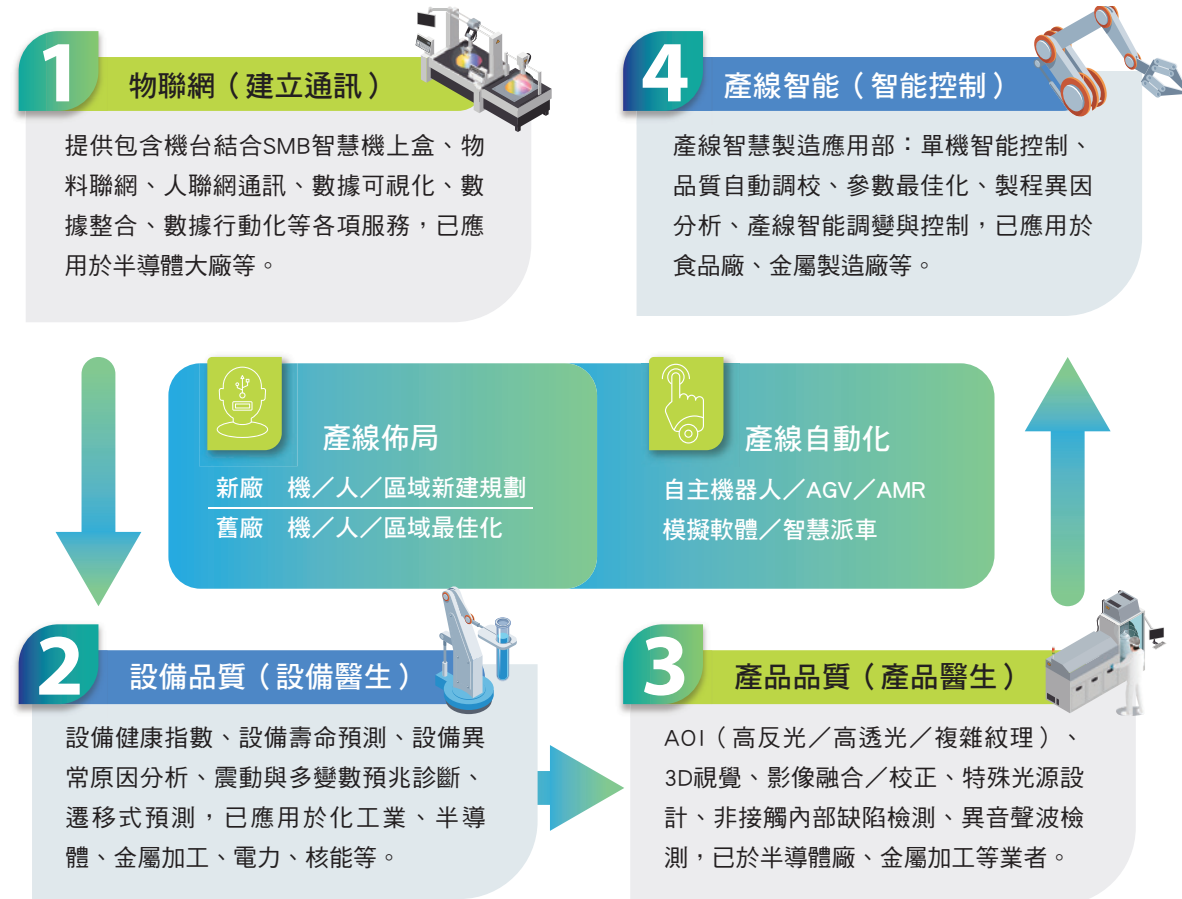 1
物聯網（建立通訊）
提供包含機台結合SMB智慧機上盒、物
料聯網、人聯網通訊、數據可視化、數
據整合、數據行動化等各項服務，已應
用於半導體大廠等。
4
產線智能（智能控制）
產線智慧製造應用部：單機智能控制、
品質自動調校、參數最佳化、製程異因
分析、產線智能調變與控制，已應用於
食品廠、金屬製造廠等。
產線佈局
新廠　機／人／區域新建規劃
舊廠　機／人／區域最佳化
產線自動化
自主機器人／AGV／AMR
模擬軟體／智慧派車
2
設備品質（設備醫生）
設備健康指數、設備壽命預測、設備異
常原因分析、震動與多變數預兆診斷、
遷移式預測，已應用於化工業、半導
體、金屬加工、電力、核能等。
3
產品品質（產品醫生）
AOI（高反光／高透光／複雜紋理）、
3D視覺、影像融合／校正、特殊光源設
計、非接觸內部缺陷檢測、異音聲波檢
測，已於半導體廠、金屬加工等業者。